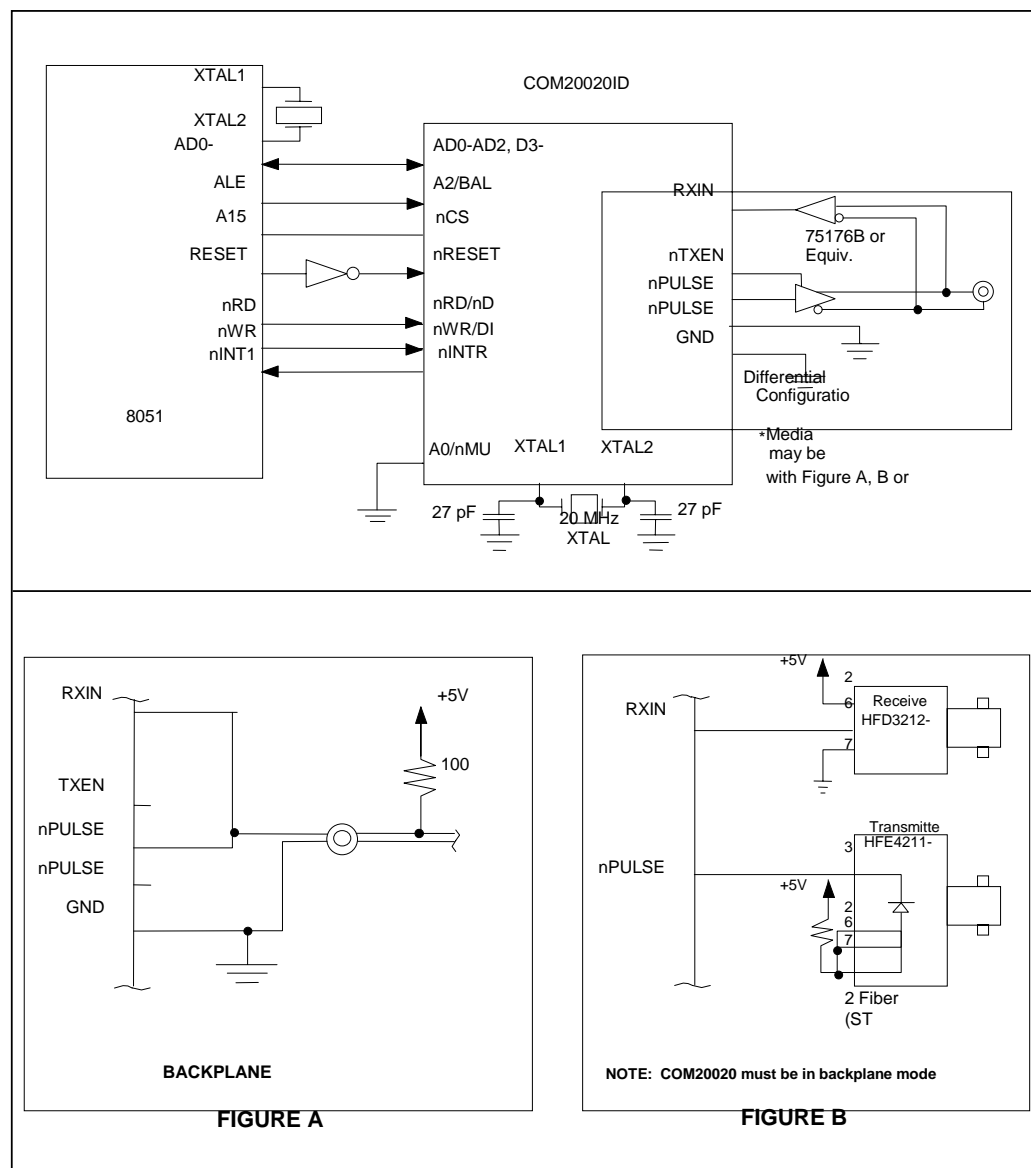 COM20020ID
XTAL1
XTAL2
AD0-
ALE
A15
RESET
nRD
nWR
nINT1
8051
AD0-AD2, D3-
A2/BAL
nCS
nRESET
nRD/nD
nWR/DI
nINTR
A0/nMU
XTAL1
XTAL2
RXIN
nTXEN
nPULSE
nPULSE
GND
75176B or
Equiv.
Differential
Configuratio
*Media
may be
with Figure A, B or
27 pF
20 MHz
XTAL
27 pF
RXIN
TXEN
nPULSE
nPULSE
GND
+5V
100
BACKPLANE
FIGURE A
RXIN
nPULSE
+5V
2
6
7
Receive
HFD3212-
Transmitte
HFE4211-
3
+5V
2
6
7
2 Fiber
(ST
NOTE: COM20020 must be in backplane mode
FIGURE B